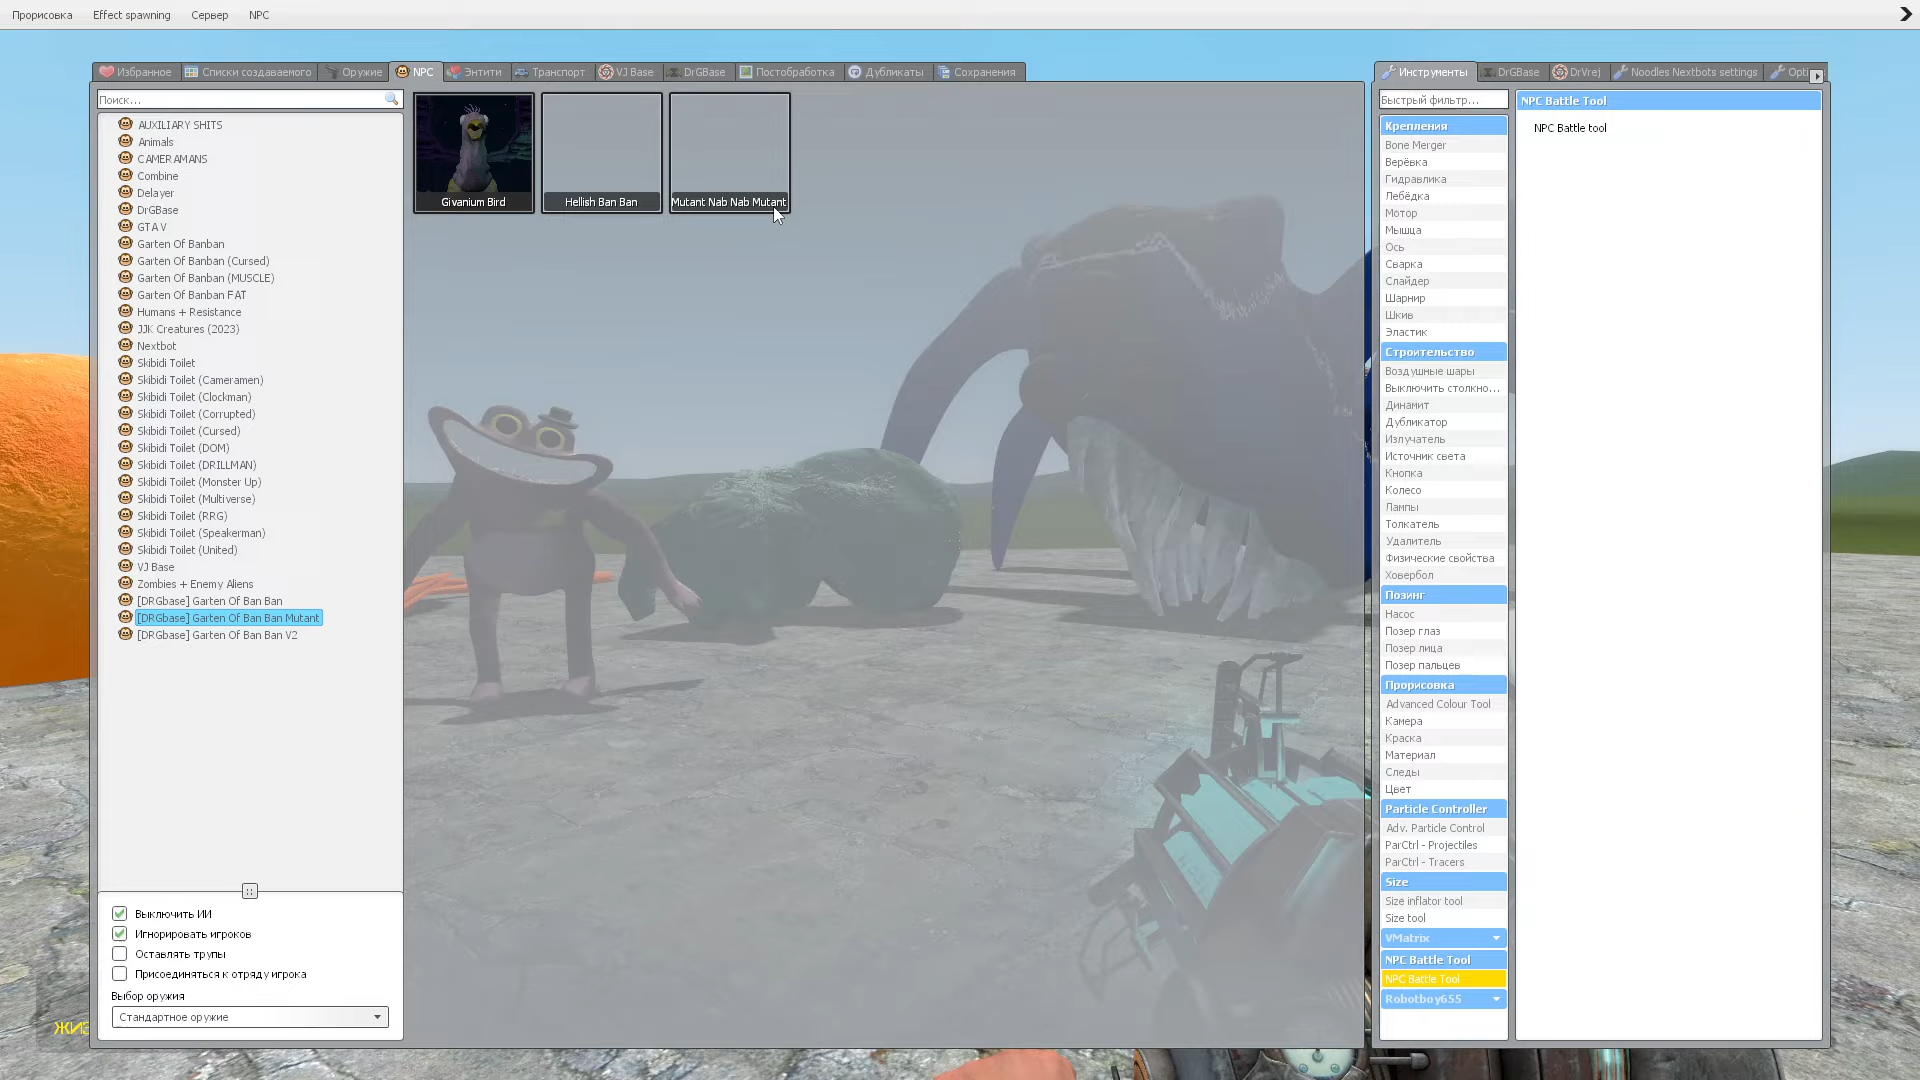 Прорисовка Effect spawning Сервер NPC
Избранное Списки создаваемого Оружие NPC Энтити Транспорт VJ Base DrGBase Постобработка Дубликаты Сохранения
Поиск...
AUXILIARY SHITS
Animals
CAMERAMANS
Combine
Delayer
DrGBase
GTA V
Garten Of Banban
Garten Of Banban (Cursed)
Garten Of Banban (MUSCLE)
Garten Of Banban FAT
Humans + Resistance
JJK Creatures (2023)
Nextbot
Skibidi Toilet
Skibidi Toilet (Cameramen)
Skibidi Toilet (Clockman)
Skibidi Toilet (Corrupted)
Skibidi Toilet (Cursed)
Skibidi Toilet (DOM)
Skibidi Toilet (DRILLMAN)
Skibidi Toilet (Monster Up)
Skibidi Toilet (Multiverse)
Skibidi Toilet (RRG)
Skibidi Toilet (Speakerman)
Skibidi Toilet (United)
VJ Base
Zombies + Enemy Aliens
[DRGbase] Garten Of Ban Ban
[DRGbase] Garten Of Ban Ban Mutant
[DRGbase] Garten Of Ban Ban V2
Выключить ИИ
Игнорировать игроков
Оставлять трупы
Присоединяться к отряду игрока
Выбор оружия
Стандартное оружие
Givanium Bird
Hellish Ban Ban
Mutant Nab Nab Mutant
Инструменты DrGBase DrVrej Noodles Nextbots settings Opti
Быстрый фильтр...
Крепления
Bone Merger
Верёвка
Гидравлика
Лебёдка
Мотор
Мышца
Ось
Сварка
Слайдер
Шарнир
Шкив
Эластик
Строительство
Воздушные шары
Выключить столкно...
Динамит
Дубликатор
Излучатель
Источник света
Кнопка
Колесо
Лампы
Толкатель
Удалитель
Физические свойства
Ховербол
Позинг
Насос
Позер глаз
Позер лица
Позер пальцев
Прорисовка
Advanced Colour Tool
Камера
Краска
Материал
Следы
Цвет
Particle Controller
Adv. Particle Control
ParCtrl - Projectiles
ParCtrl - Tracers
Size
Size inflator tool
Size tool
VMatrix
NPC Battle Tool
NPC Battle Tool
Robotboy655
NPC Battle Tool
NPC Battle tool
ЖИЗ